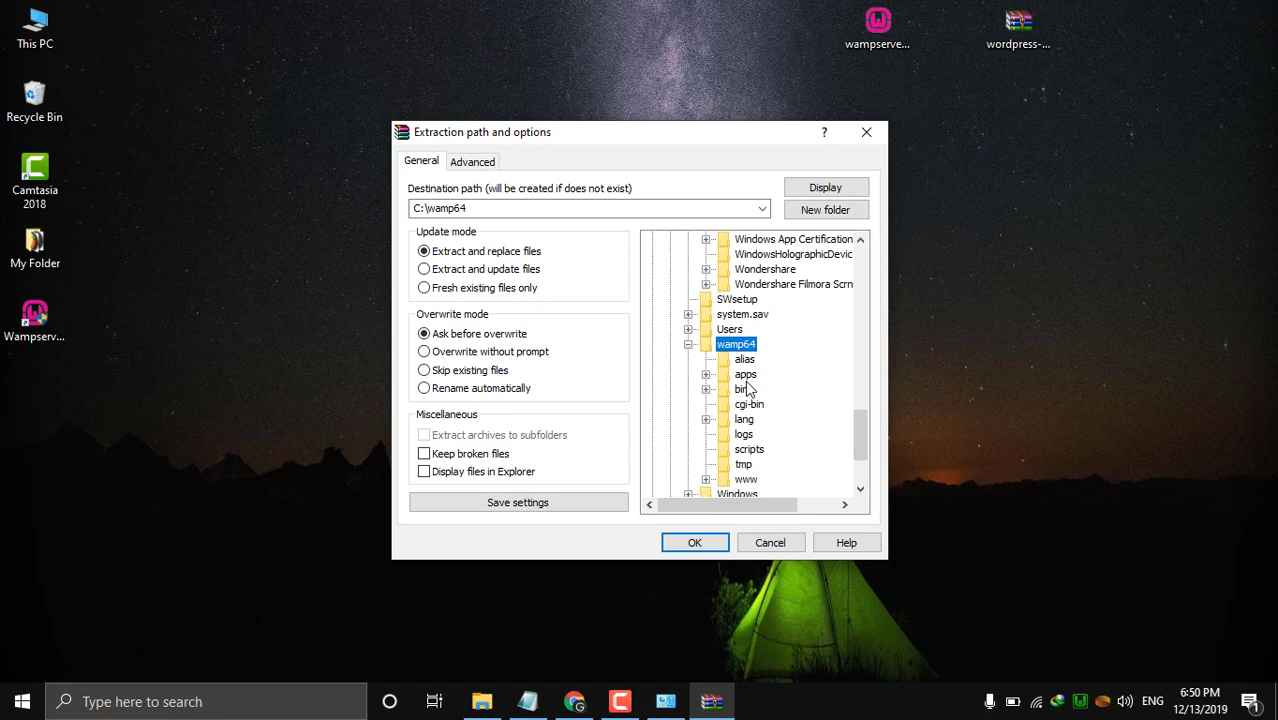 This PC
Recycle Bin
Camtasia
2018
My Folder
Wampserv...
wampserve...
wordpress-...
Extraction path and options
?
General
Advanced
Destination path (will be created if does not exist)
Display
C:\wamp64
New folder
Update mode
Extract and replace files
Extract and update files
Fresh existing files only
Overwrite mode
Ask before overwrite
Overwrite without prompt
Skip existing files
Rename automatically
Miscellaneous
Extract archives to subfolders
Keep broken files
Display files in Explorer
Save settings
Windows App Certification
WindowsHolographicDevic
Wondershare
Wondershare Filmora Scrn
SWsetup
system.sav
Users
wamp64
alias
apps
bin
cgi-bin
lang
logs
scripts
tmp
www
Windows
OK
Cancel
Help
Type here to search
ENG
6:50 PM
12/13/2019
1